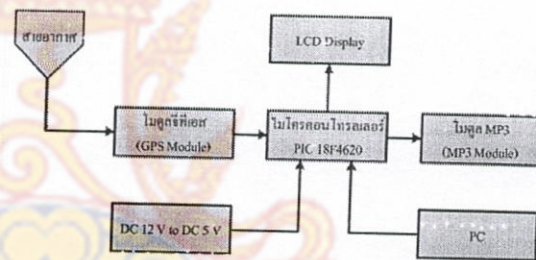 สายอากาศ
LCD Display
โมดูลจีพีเอส
(GPS Module)
ไมโครคอนโทรลเลอร์
PIC 18F4620
โมดูล MP3
(MP3 Module)
DC 12 V to DC 5 V
PC